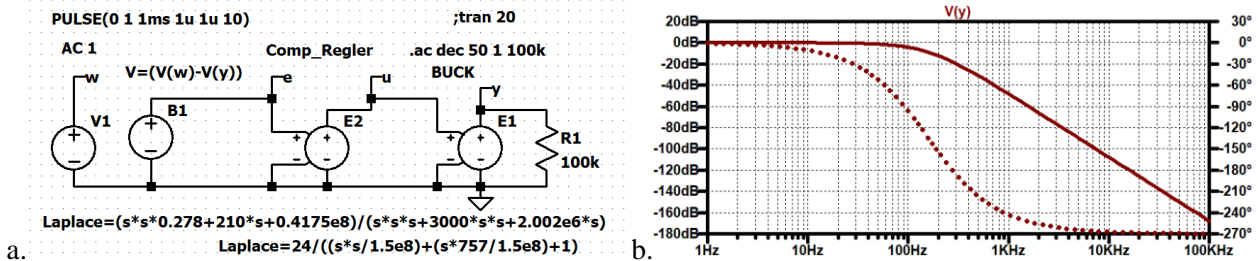 PULSE(0 1 1ms 1u 1u 10)
;tran 20
AC 1
Comp_Regler
.ac dec 50 1 100k
w
V=(V(w)-V(y))
e
u
BUCK
y
V1
B1
E2
E1
R1
100k
Laplace=(s*s*0.278+210*s+0.4175e8)/(s*s*s+3000*s*s+2.002e6*s)
Laplace=24/((s*s/1.5e8)+(s*757/1.5e8)+1)
a.
V(y)
20dB
0dB
-20dB
-40dB
-60dB
-80dB
-100dB
-120dB
-140dB
-160dB
-180dB
30°
0°
-30°
-60°
-90°
-120°
-150°
-180°
-210°
-240°
-270°
1Hz 10Hz 100Hz 1KHz 10KHz 100KHz
b.